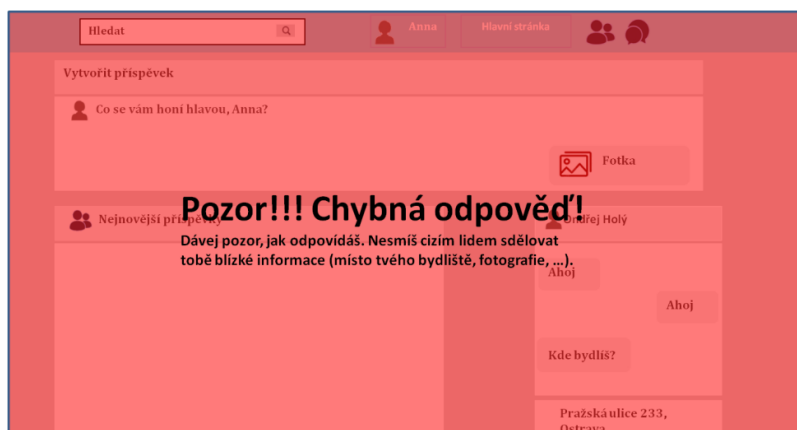 Hledat
Anna
Hlavní stránka
Vytvořit příspěvek
Co se vám honí hlavou, Anna?
Fotka
Pozor!!! Chybná odpověď!
Dávej pozor, jak odpovídáš. Nesmíš cizím lidem sdělovat
tobě blízké informace (místo tvého bydliště, fotografie, ...).
Nejnovější příspěvky
Ondřej Holý
Ahoj
Ahoj
Kde bydlíš?
Pražská ulice 233,
Ostrava